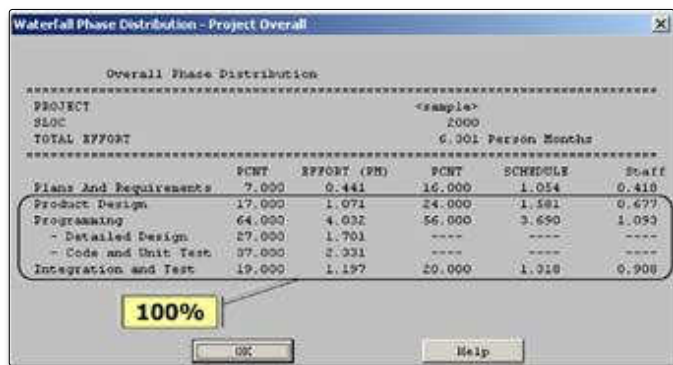 Waterfall Phase Distribution - Project Overall
Overall Phase Distribution
PROJECT <sample>
SLOC 2000
TOTAL EFFORT 6.301 Person Months
PCNT EFFORT (PM) PCNT SCHEDULE Staff
Plans And Requirements 7.000 0.441 16.000 1.054 0.418
Product Design 17.000 1.071 24.000 1.581 0.677
Programming 64.000 4.032 56.000 3.690 1.093
- Detailed Design 27.000 1.701 ---- ---- ----
- Code and Unit Test 37.000 2.331 ---- ---- ----
Integration and Test 19.000 1.197 20.000 1.318 0.908
100%
OK Help